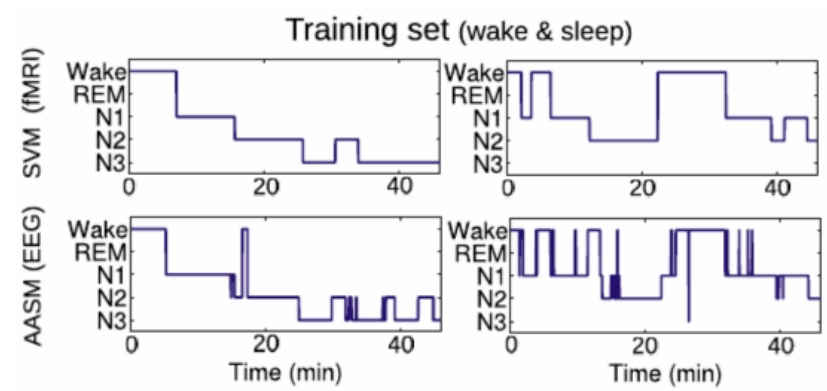 Training set (wake & sleep)
SVM (fMRI)
Wake
REM
N1
N2
N3
0 20 40
Wake
REM
N1
N2
N3
0 20 40
AASM (EEG)
Wake
REM
N1
N2
N3
0 20 40
Time (min)
Wake
REM
N1
N2
N3
0 20 40
Time (min)